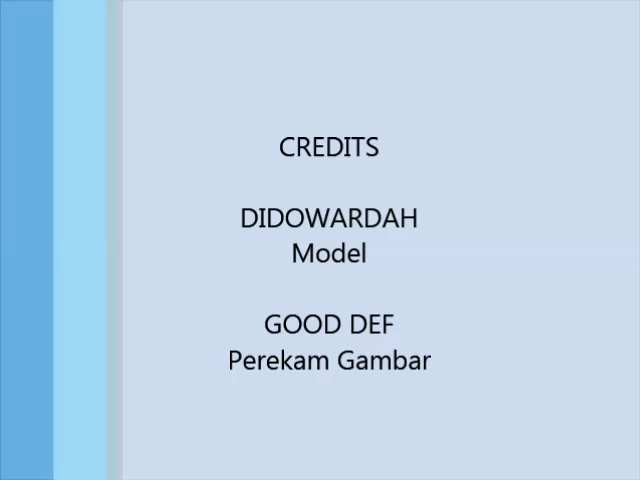 CREDITS
DIDOWARDAH
Model
GOOD DEF
Perekam Gambar